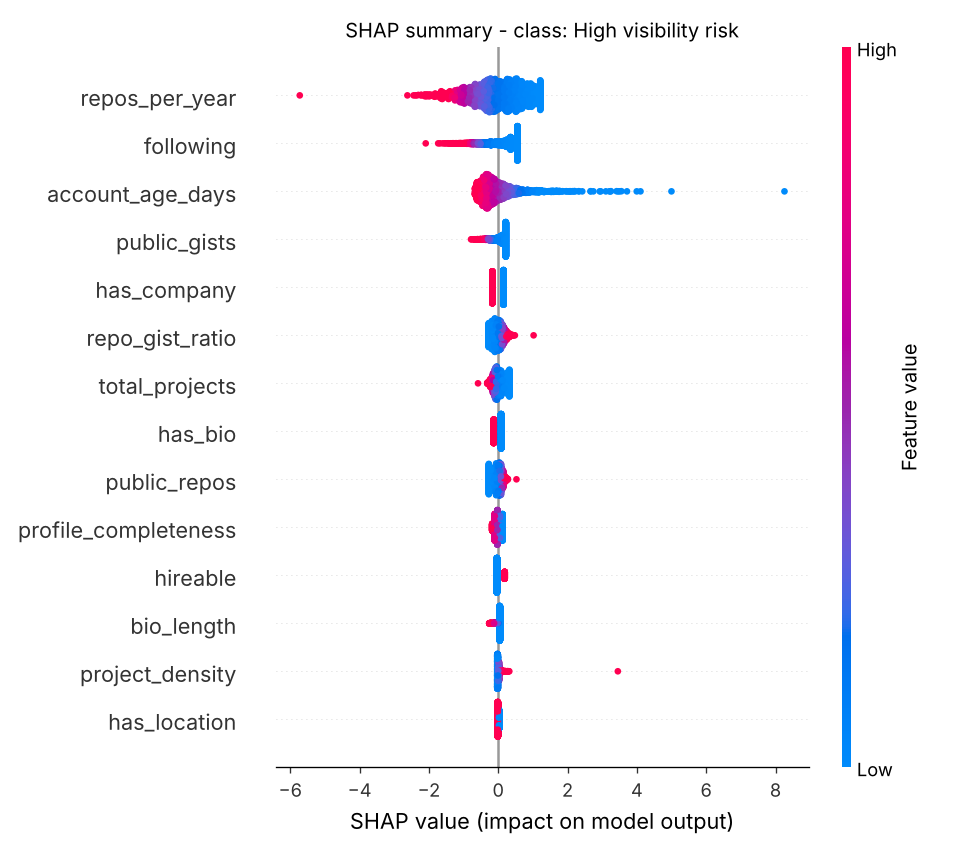 SHAP summary - class: High visibility risk
High
repos_per_year
following
account_age_days
public_gists
has_company
repo_gist_ratio
total_projects
has_bio
public_repos
profile_completeness
hireable
bio_length
project_density
has_location
Feature value
Low
−6 −4 −2 0 2 4 6 8
SHAP value (impact on model output)